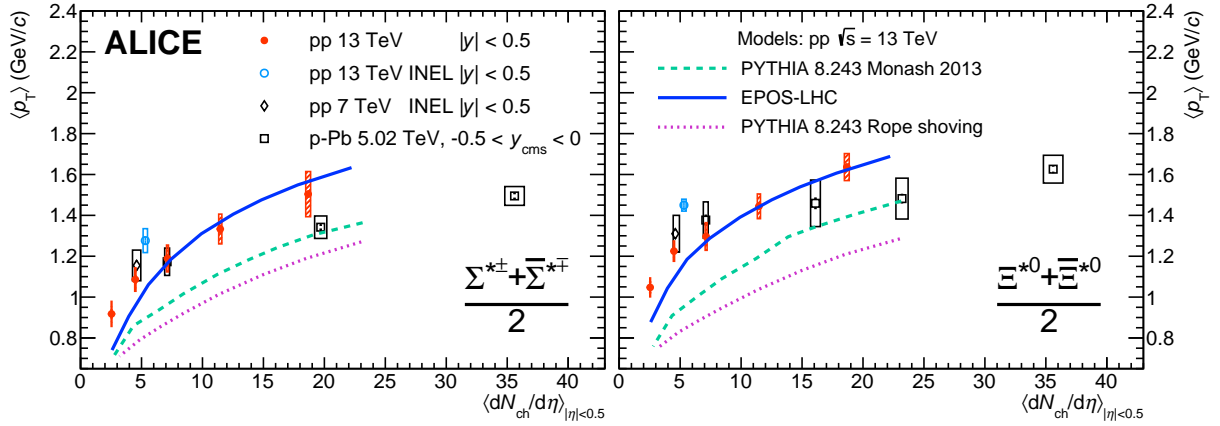 ALICE
pp 13 TeV |y| < 0.5
pp 13 TeV INEL |y| < 0.5
pp 7 TeV INEL |y| < 0.5
p-Pb 5.02 TeV, -0.5 < y_cms < 0
⟨p_T⟩ (GeV/c)
2.4
2.2
2
1.8
1.6
1.4
1.2
1
0.8
(Σ*± + Σ̅*∓)/2
0 5 10 15 20 25 30 35 40
⟨dN_ch/dη⟩_|η|<0.5
Models: pp √s = 13 TeV
PYTHIA 8.243 Monash 2013
EPOS-LHC
PYTHIA 8.243 Rope shoving
(Ξ*0 + Ξ̅*0)/2
0 5 10 15 20 25 30 35 40
⟨dN_ch/dη⟩_|η|<0.5
⟨p_T⟩ (GeV/c)
2.4
2.2
2
1.8
1.6
1.4
1.2
1
0.8